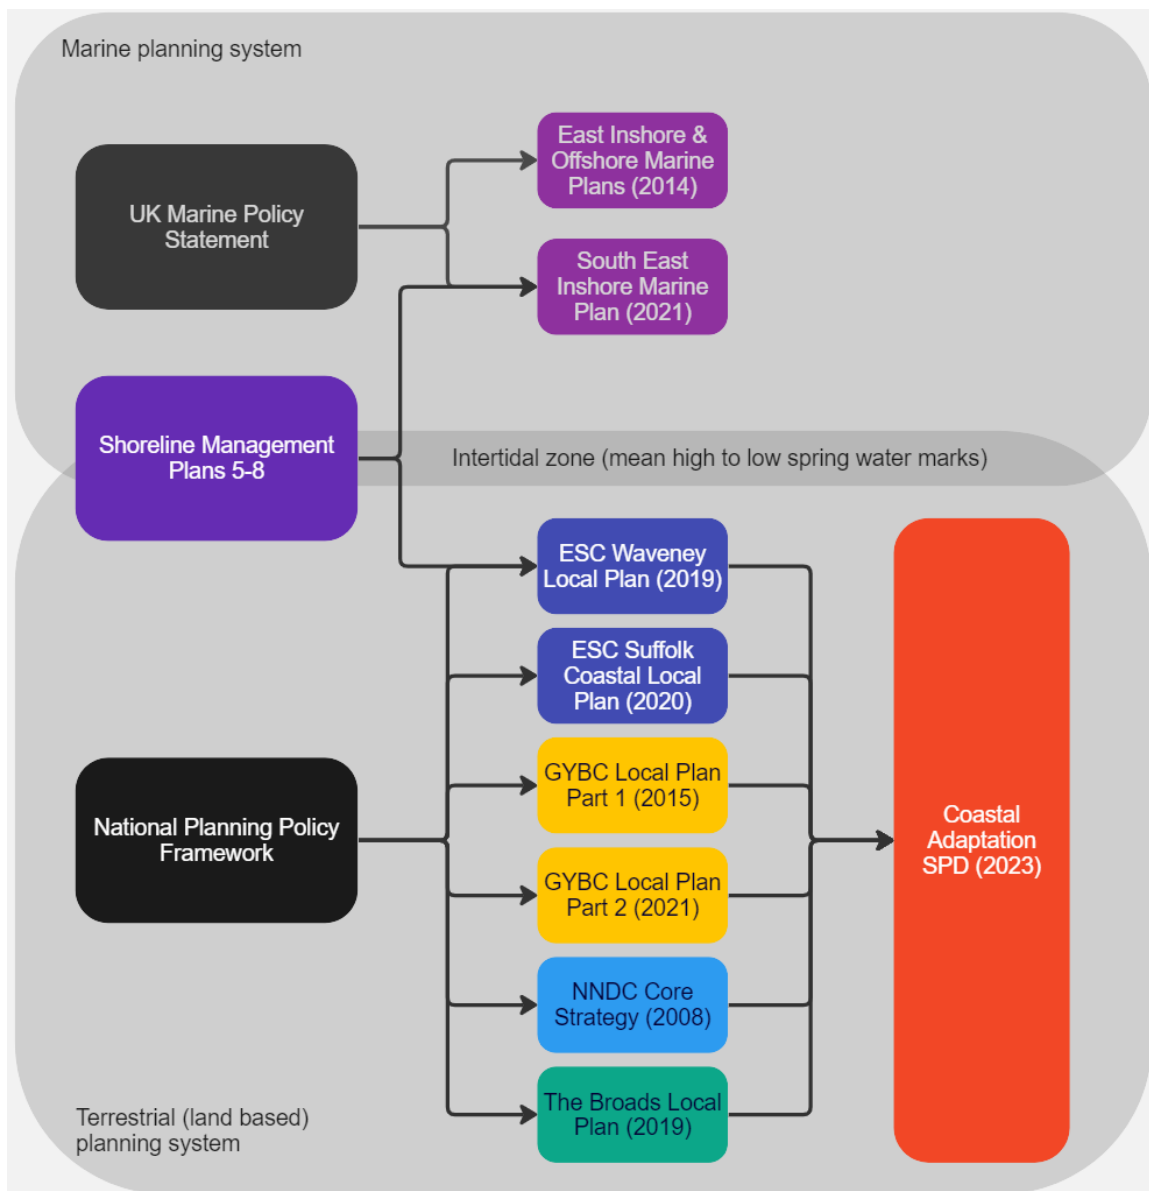 Marine planning system
East Inshore &
Offshore Marine
Plans (2014)
UK Marine Policy
Statement
South East
Inshore Marine
Plan (2021)
Shoreline Management
Plans 5-8
Intertidal zone (mean high to low spring water marks)
ESC Waveney
Local Plan (2019)
ESC Suffolk
Coastal Local
Plan (2020)
GYBC Local Plan
Part 1 (2015)
National Planning Policy
Framework
Coastal
Adaptation
SPD (2023)
GYBC Local Plan
Part 2 (2021)
NNDC Core
Strategy (2008)
The Broads Local
Plan (2019)
Terrestrial (land based)
planning system